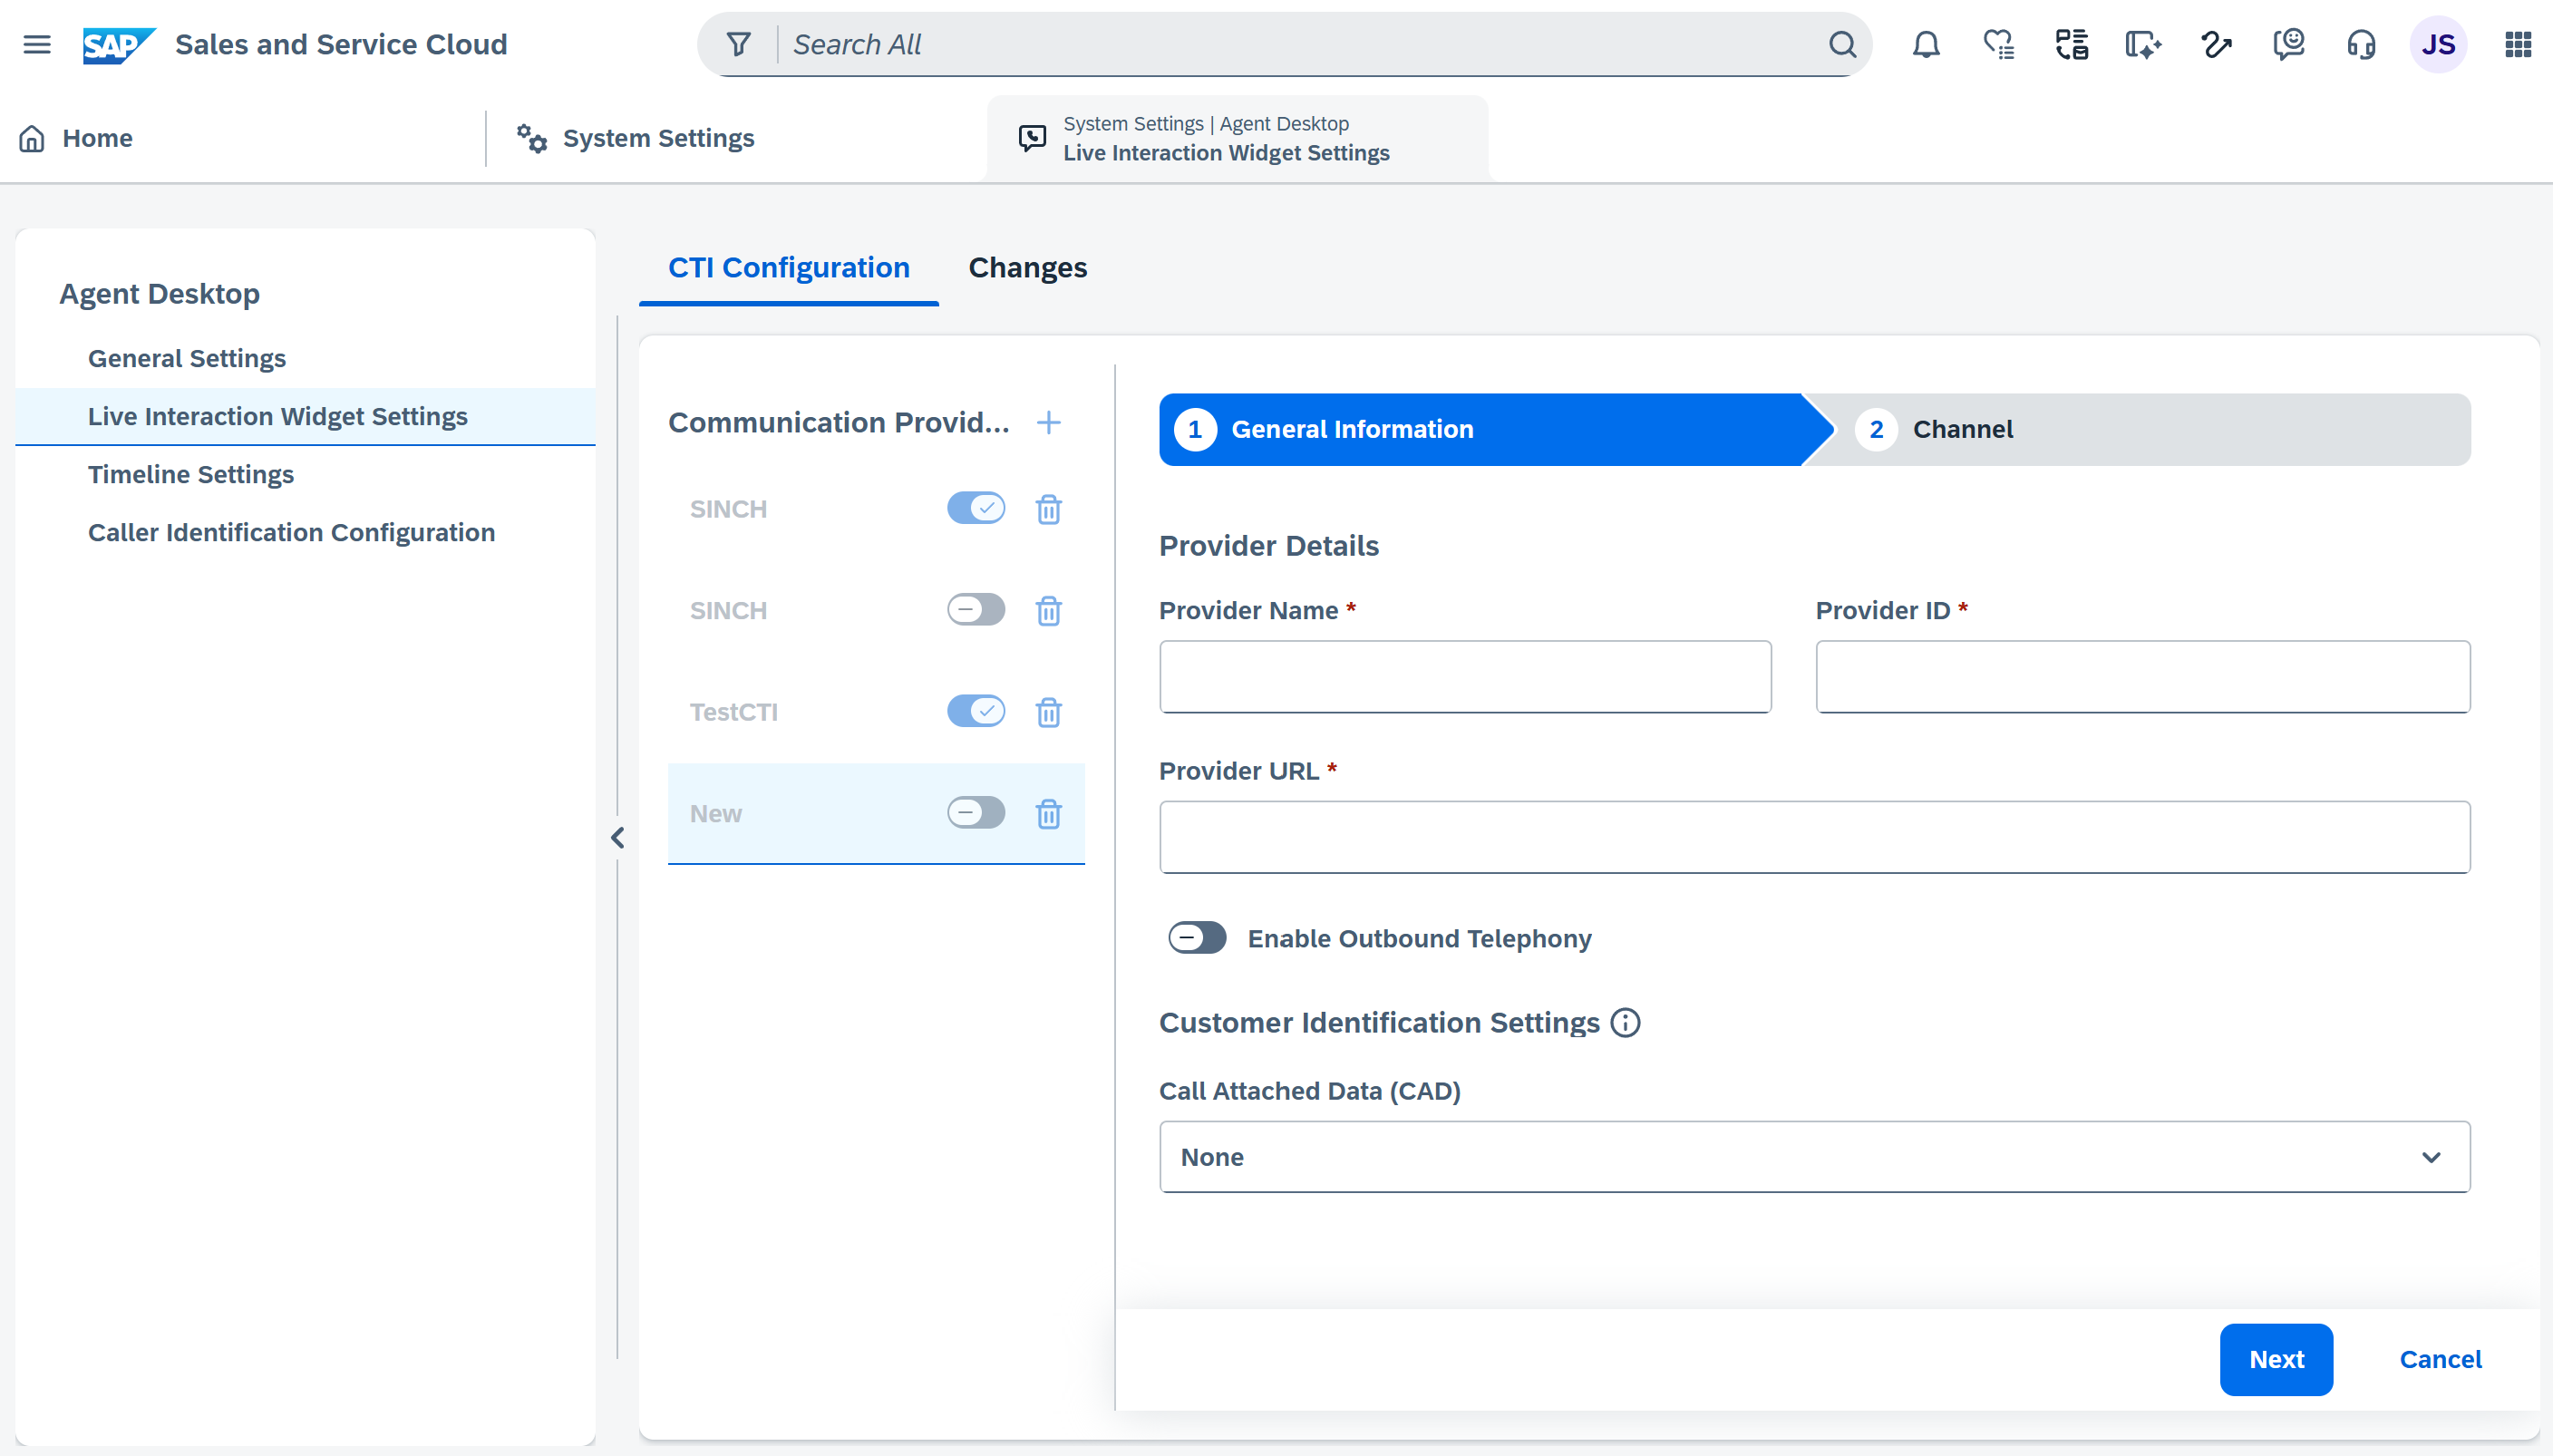 SAP Sales and Service Cloud
Search All
JS
Home
System Settings
System Settings | Agent Desktop
Live Interaction Widget Settings
Agent Desktop
General Settings
Live Interaction Widget Settings
Timeline Settings
Caller Identification Configuration
CTI Configuration
Changes
Communication Provid...
SINCH
SINCH
TestCTI
New
1 General Information
2 Channel
Provider Details
Provider Name *
Provider ID *
Provider URL *
Enable Outbound Telephony
Customer Identification Settings
Call Attached Data (CAD)
None
Next
Cancel